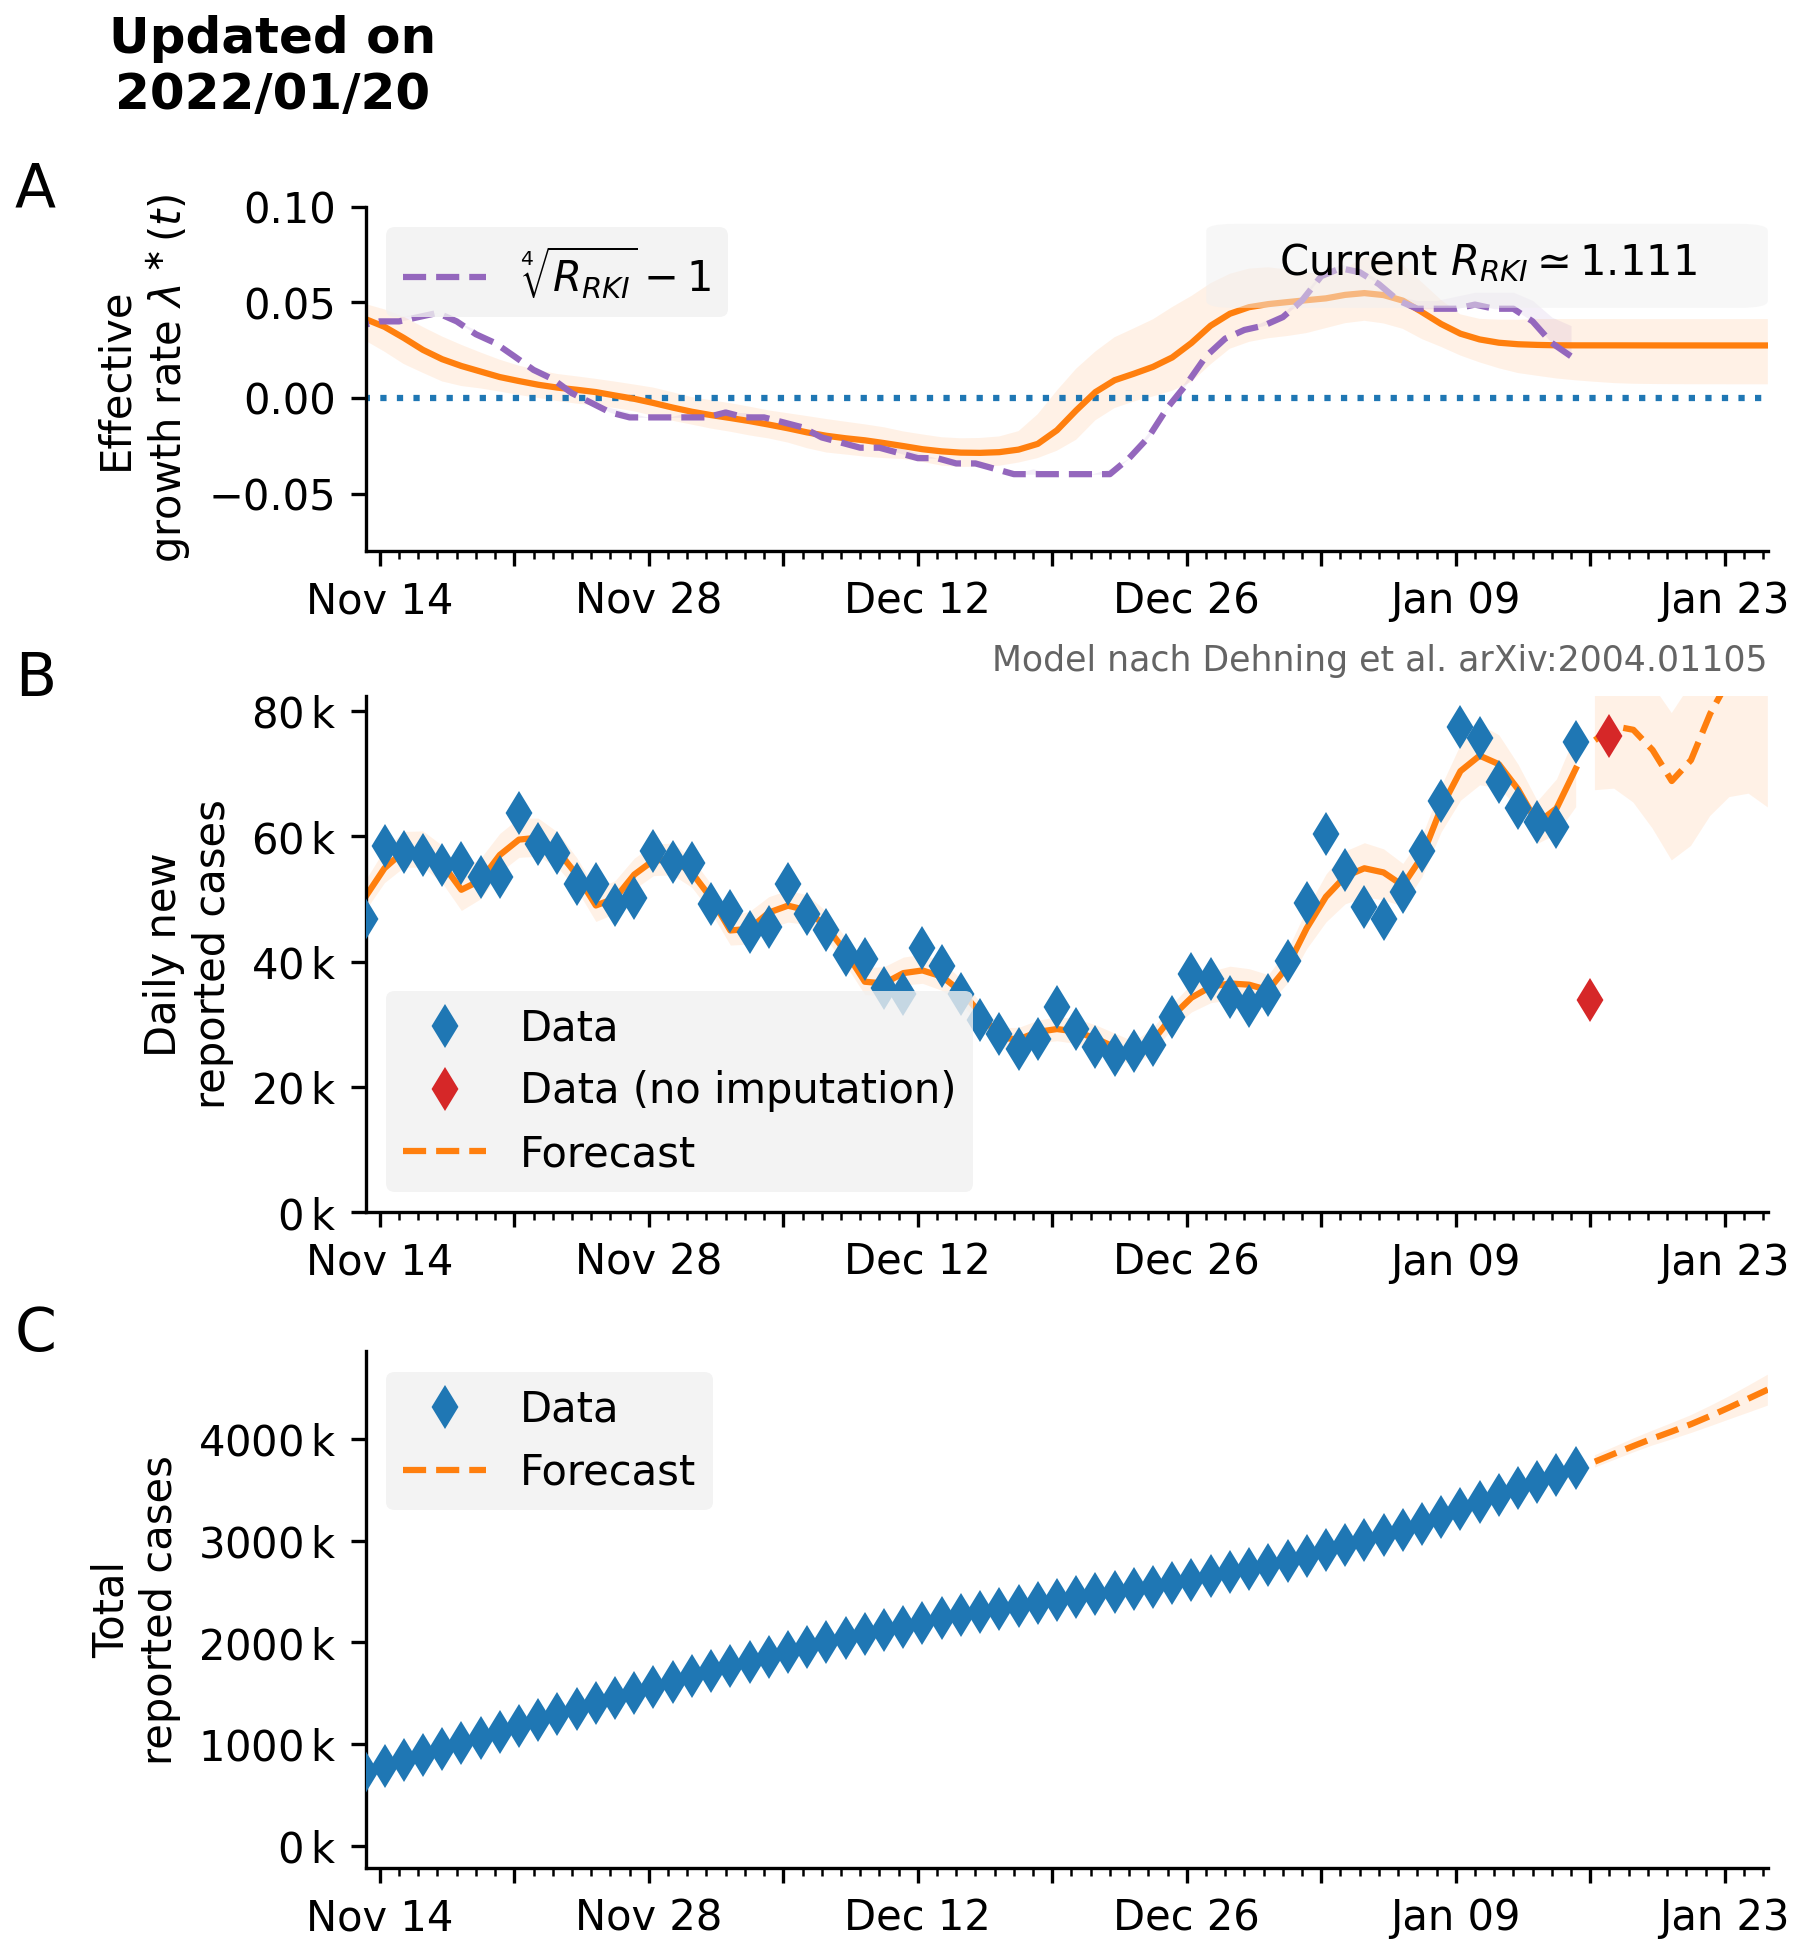 Updated on
2022/01/20
A
Effective
growth rate λ * (t)
0.10
0.05
0.00
−0.05
∜R_RKI − 1
Current R_RKI ≃ 1.111
Nov 14 Nov 28 Dec 12 Dec 26 Jan 09 Jan 23
Model nach Dehning et al. arXiv:2004.01105
B
Daily new
reported cases
80 k
60 k
40 k
20 k
0 k
Data
Data (no imputation)
Forecast
Nov 14 Nov 28 Dec 12 Dec 26 Jan 09 Jan 23
C
Total
reported cases
4000 k
3000 k
2000 k
1000 k
0 k
Data
Forecast
Nov 14 Nov 28 Dec 12 Dec 26 Jan 09 Jan 23